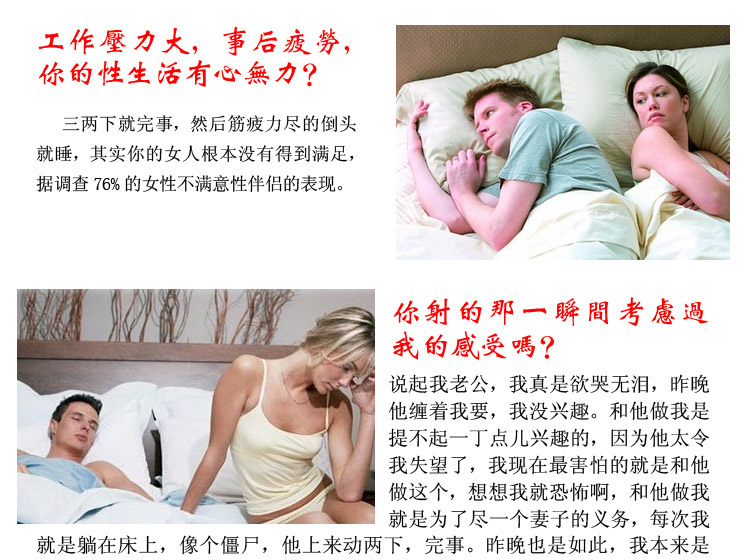 工作壓力大，事后疲勞，
你的性生活有心無力？
三两下就完事，然后筋疲力尽的倒头
就睡，其实你的女人根本没有得到满足，
据调查 76% 的女性不满意性伴侣的表现。
你射的那一瞬間考慮過
我的感受嗎？
说起我老公，我真是欲哭无泪，昨晚
他缠着我要，我没兴趣。和他做我是
提不起一丁点儿兴趣的，因为他太令
我失望了，我现在最害怕的就是和他
做这个，想想我就恐怖啊，和他做我
就是为了尽一个妻子的义务，每次我
就是躺在床上，像个僵尸，他上来动两下，完事。昨晚也是如此，我本来是